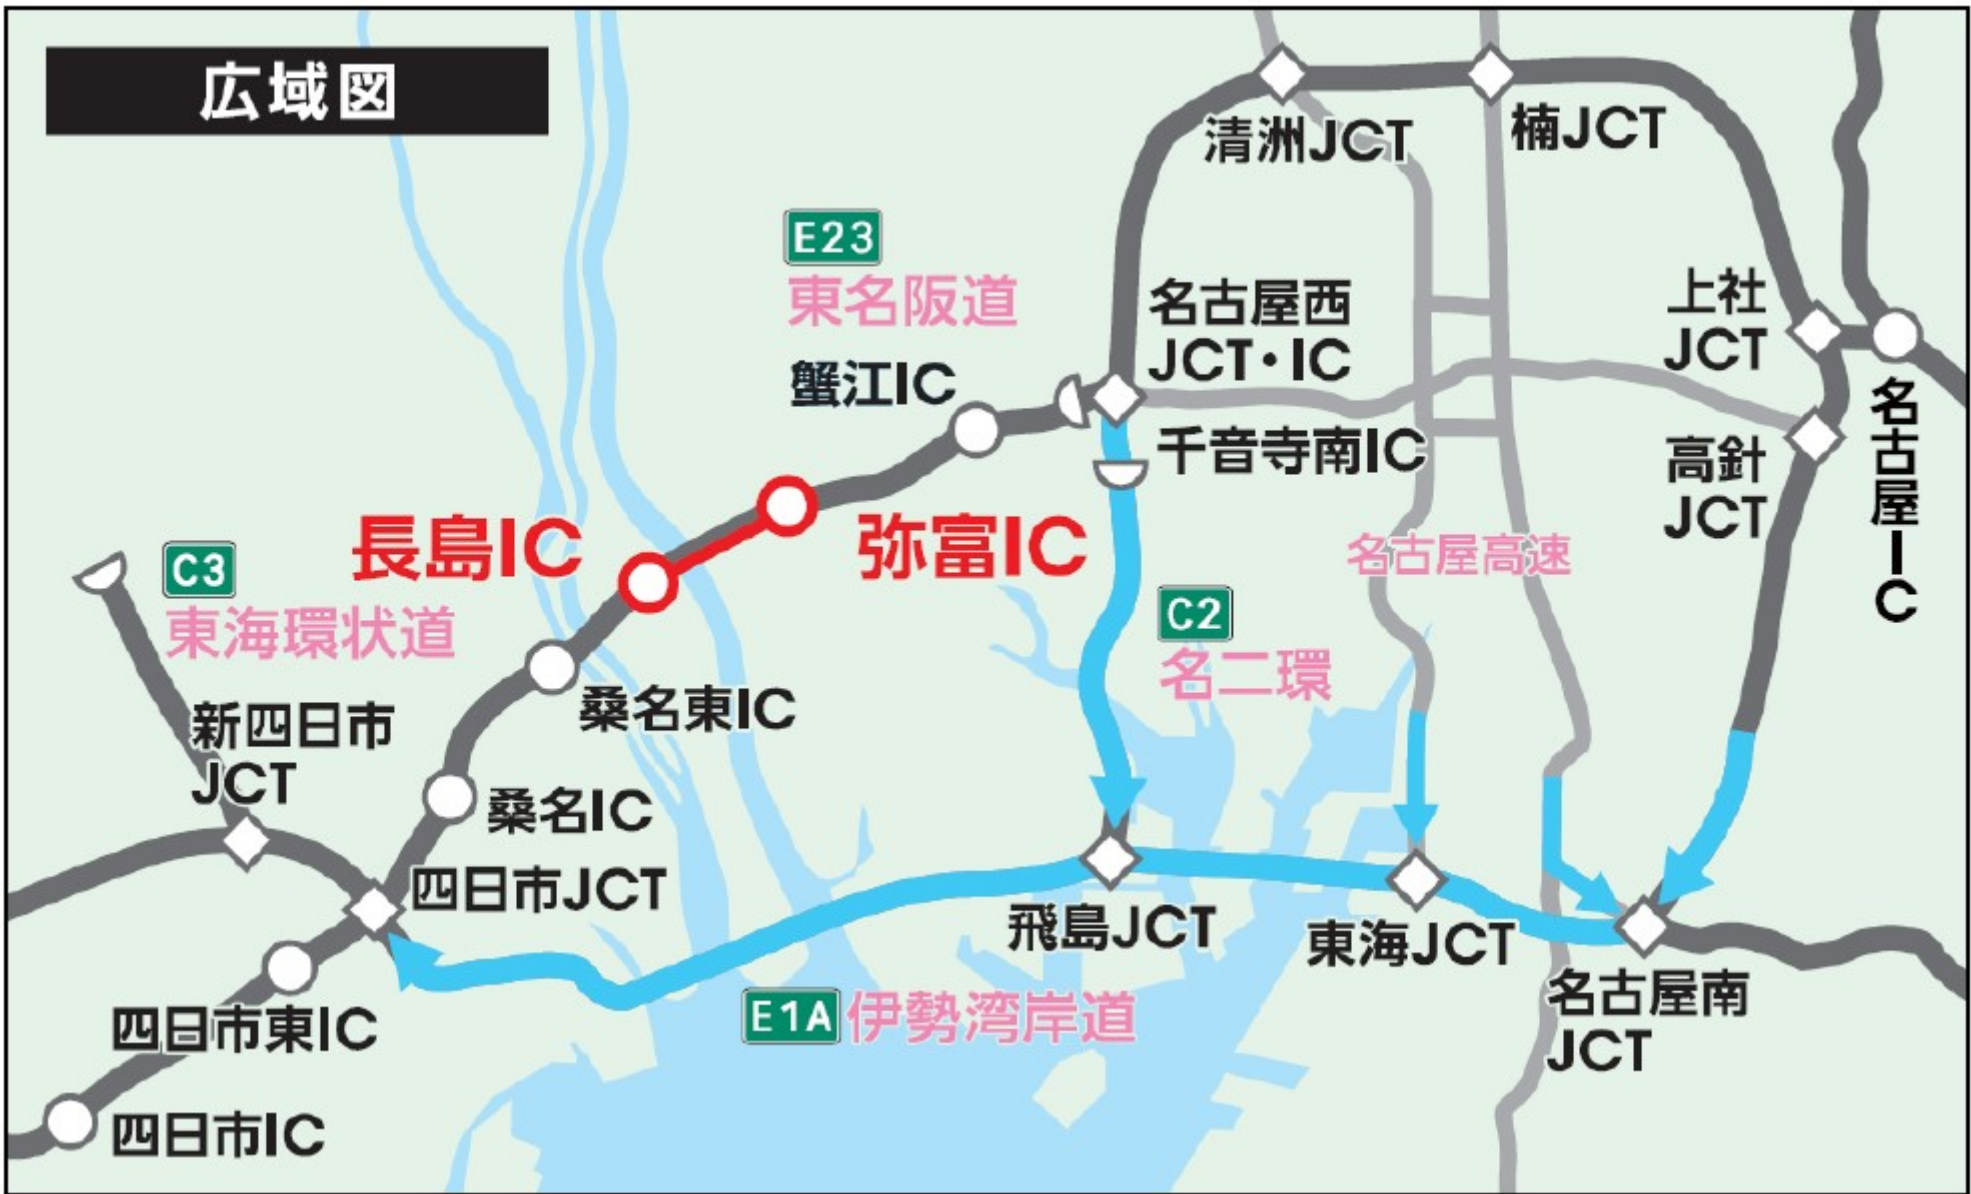 広域図
清洲JCT
楠JCT
E23
東名阪道
蟹江IC
名古屋西
JCT・IC
千音寺南IC
上社
JCT
高針
JCT
名古屋IC
長島IC
弥富IC
名古屋高速
C3
東海環状道
C2
名二環
新四日市
JCT
桑名東IC
桑名IC
四日市JCT
飛島JCT
東海JCT
名古屋南
JCT
E1A 伊勢湾岸道
四日市東IC
四日市IC